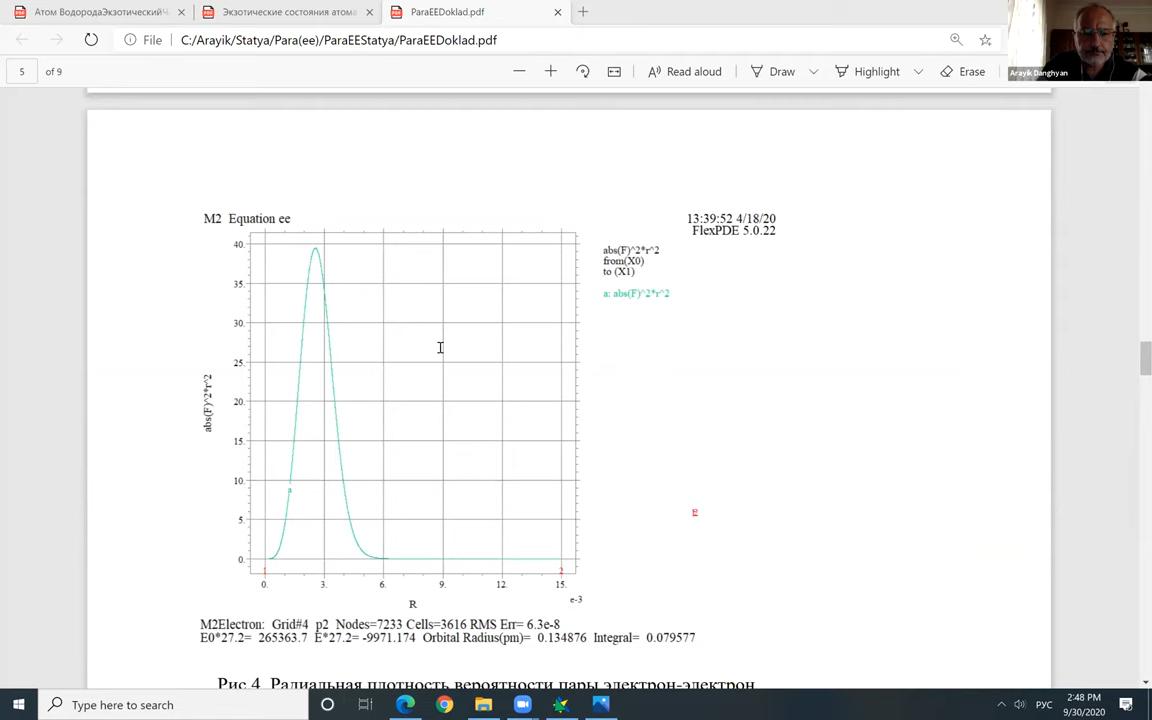 Атом ВодородаЭкзотическийЧ
Экзотические состояния атома
ParaEEDoklad.pdf
File
C:/Arayik/Statya/Para(ee)/ParaEEStatya/ParaEEDoklad.pdf
5 of 9
Read aloud
Draw
Highlight
Erase
Arayik Danghyan
M2 Equation ee
13:39:52 4/18/20
FlexPDE 5.0.22
abs(F)^2*r^2
from(X0)
to (X1)
a: abs(F)^2*r^2
40.
35.
30.
25.
20.
15.
10.
5.
0.
abs(F)^2*r^2
a
1
2
0. 3. 6. 9. 12. 15.
e-3
R
M2Electron: Grid#4 p2 Nodes=7233 Cells=3616 RMS Err= 6.3e-8
E0*27.2= 265363.7 E*27.2= -9971.174 Orbital Radius(pm)= 0.134876 Integral= 0.079577
Рис 4. Радиальная плотность вероятности пары электрон-электрон
Type here to search
РУС
2:48 PM
9/30/2020